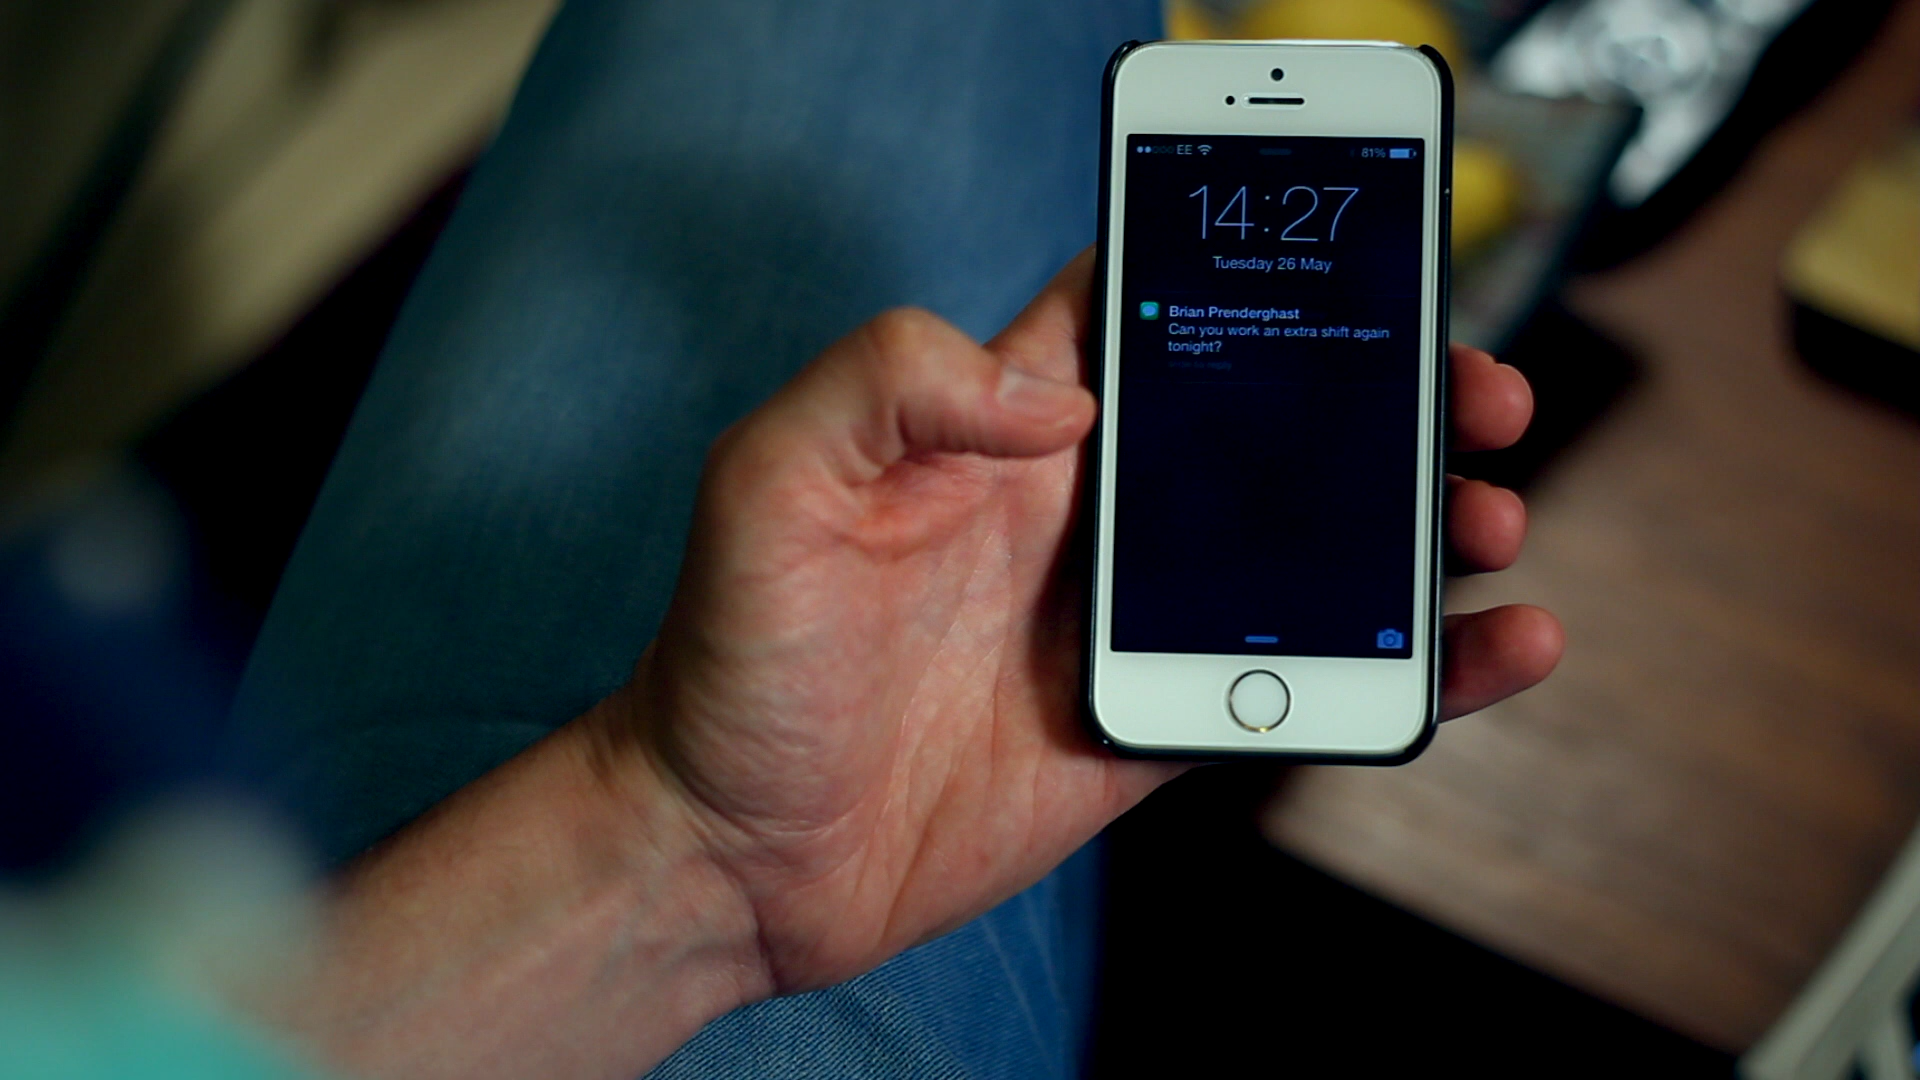 EE 81%
14:27
Tuesday 26 May
Brian Prenderghast
Can you work an extra shift again
tonight?